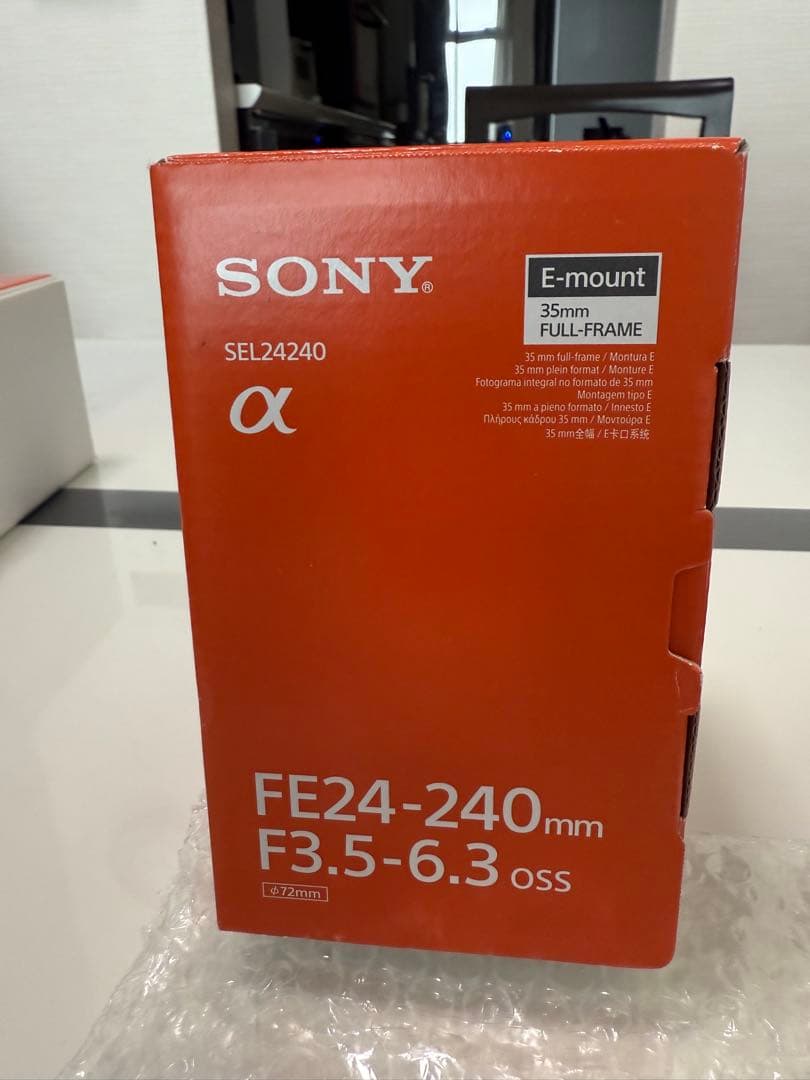 SONY®
SEL24240
α
E-mount
35mm
FULL-FRAME
35 mm full-frame / Montura E
35 mm plein format / Monture E
Fotograma integral no formato de 35 mm
Montagem tipo E
35 mm a pieno formato / Innesto E
Πλήρους κάδρου 35 mm / Μοντούρα E
35 mm全幅 / E卡口系统
FE24-240mm
F3.5-6.3 OSS
ϕ72mm